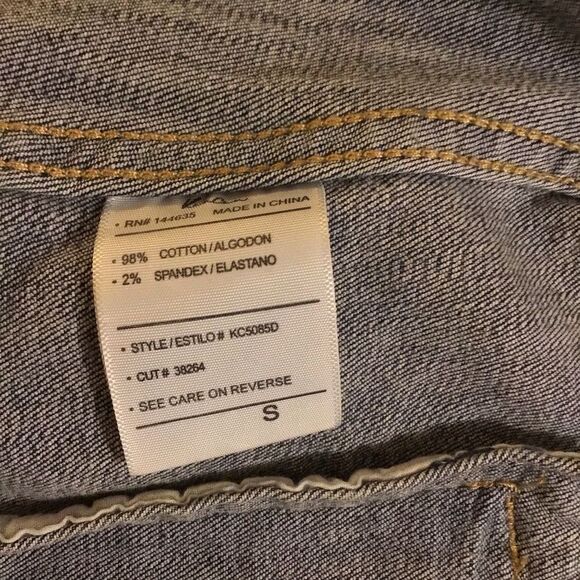 • RN# 144635 MADE IN CHINA
• 98% COTTON/ALGODON
• 2% SPANDEX/ELASTANO
• STYLE/ESTILO# KC5085D
• CUT# 38264
• SEE CARE ON REVERSE
S